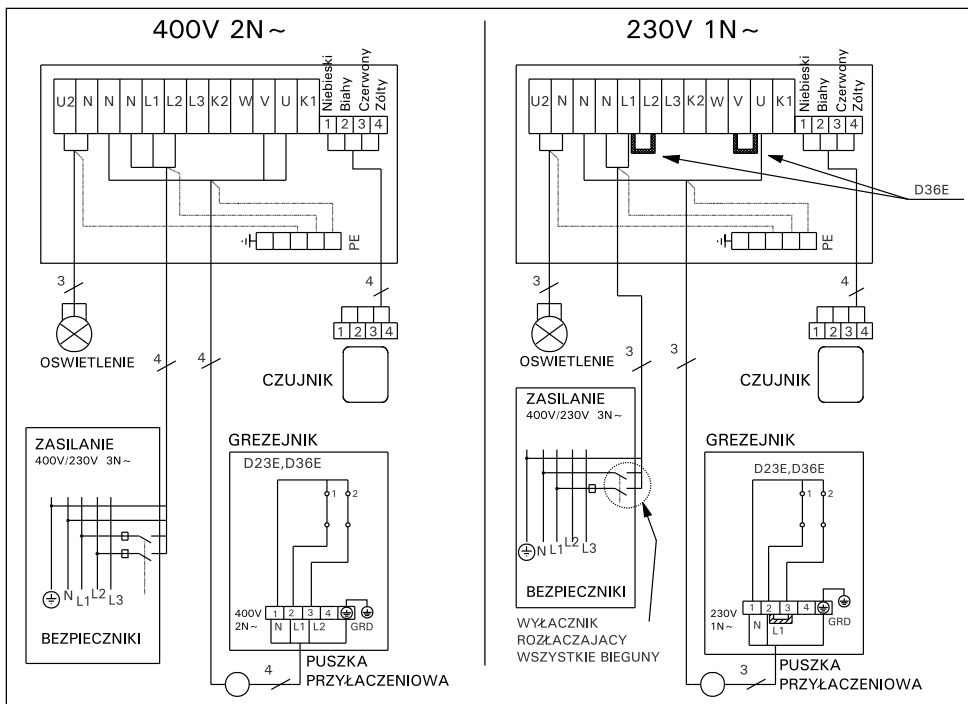 400V 2N~
U2 N N N L1 L2 L3 K2 W V U K1
Niebieski
Biahy
Czerwony
Zólty
1 2 3 4
PE
3
OSWIETLENIE
4
4
4
1 2 3 4
CZUJNIK
ZASILANIE
400V/230V 3N~
N L1 L2 L3
BEZPIECZNIKI
GREZEJNIK
D23E,D36E
1 2
400V
2N~
1 2 3 4
N L1 L2 GRD
4
PUSZKA
PRZYŁACZENIOWA
230V 1N~
U2 N N N L1 L2 L3 K2 W V U K1
Niebieski
Biahy
Czerwony
Zólty
1 2 3 4
D36E
PE
3
OSWIETLENIE
3
3
4
1 2 3 4
CZUJNIK
ZASILANIE
400V/230V 3N~
N L1 L2 L3
BEZPIECZNIKI
WYŁACZNIK
ROZŁACZAJACY
WSZYSTKIE BIEGUNY
GREZEJNIK
D23E,D36E
1 2
230V
1N~
1 2 3 4
N L1 GRD
3
PUSZKA
PRZYŁACZENIOWA